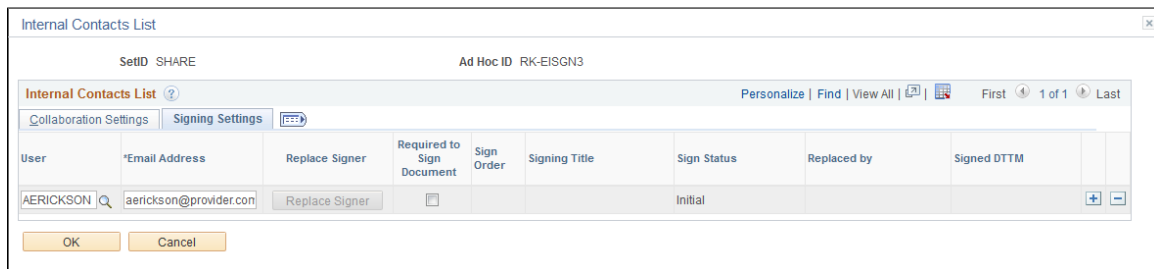 Internal Contacts List
SetID SHARE Ad Hoc ID RK-EISGN3
Internal Contacts List ? Personalize | Find | View All | | First 1 of 1 Last
Collaboration Settings Signing Settings
User *Email Address Replace Signer Required to Sign Document Sign Order Signing Title Sign Status Replaced by Signed DTTM
AERICKSON aerickson@provider.com Replace Signer Initial + -
OK Cancel